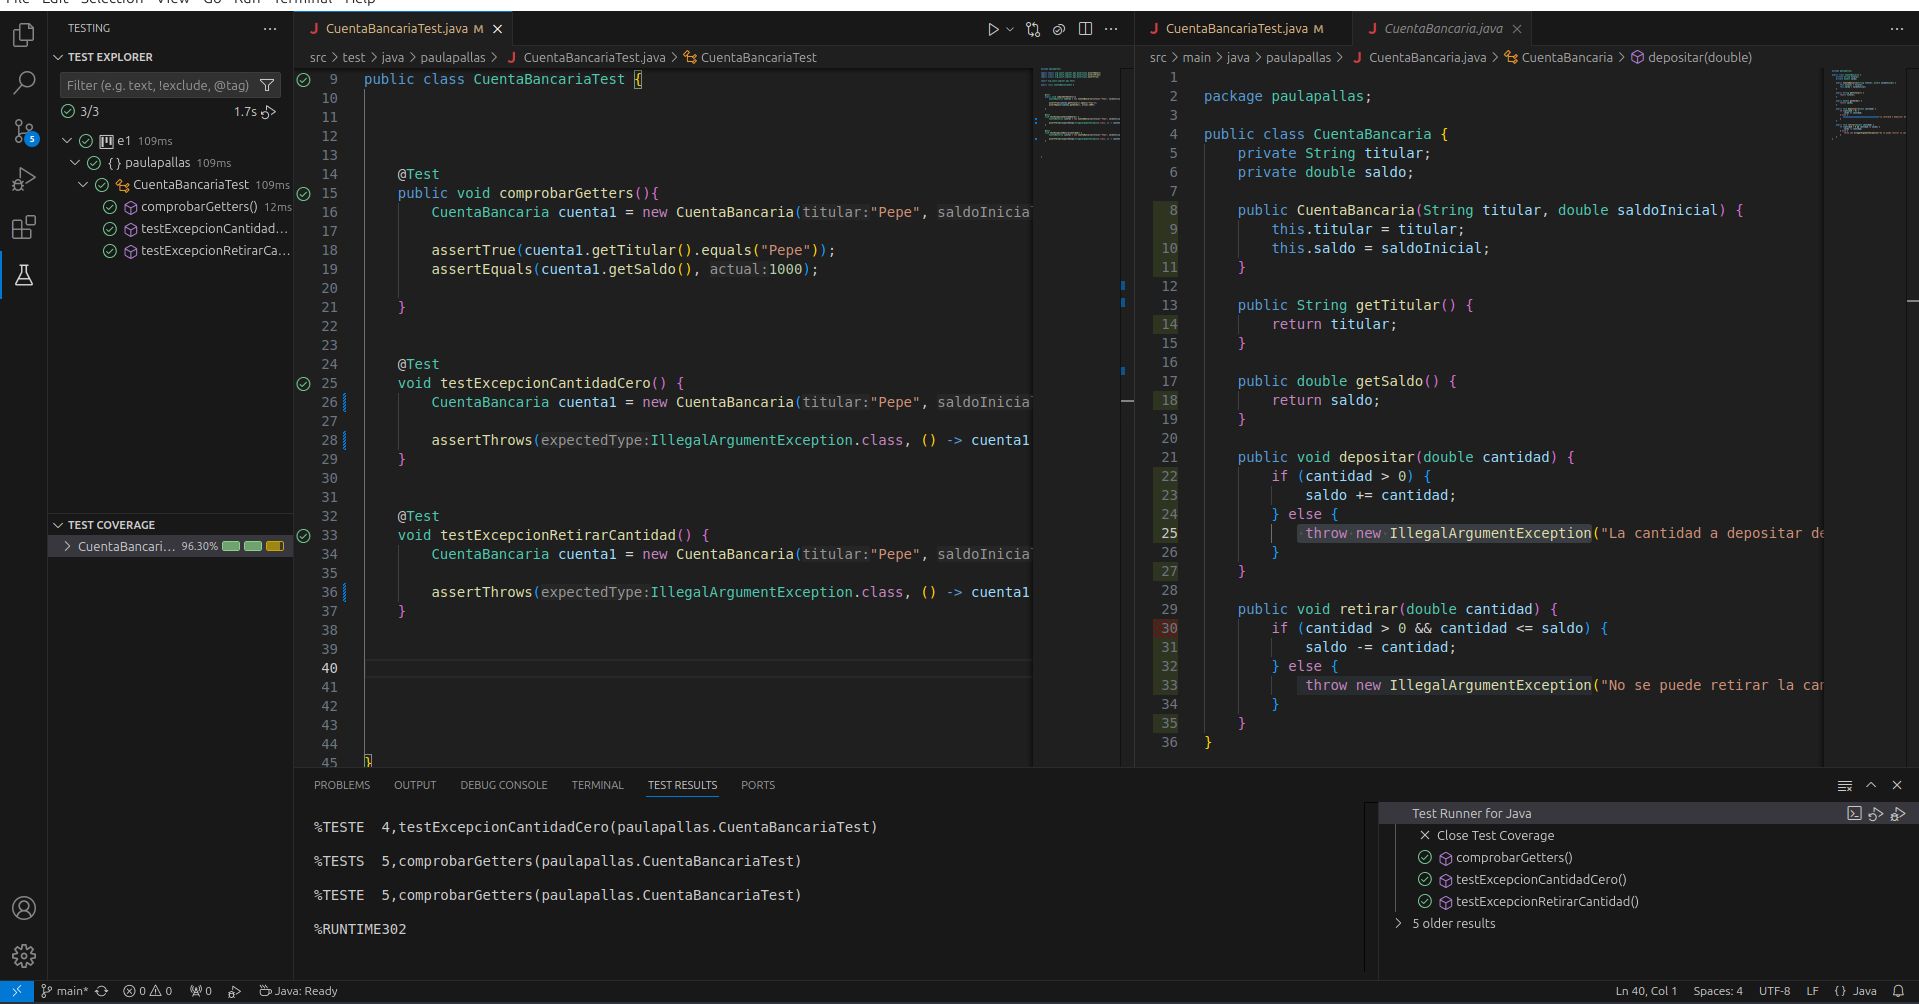 File Edit Selection View Go Run Terminal Help
TESTING
TEST EXPLORER
Filter (e.g. text, !exclude, @tag)
3/3 1.7s
e1 109ms
{ } paulapallas 109ms
CuentaBancariaTest 109ms
comprobarGetters() 12ms
testExcepcionCantidad...
testExcepcionRetirarCa...
TEST COVERAGE
CuentaBancari... 96.30%
5
CuentaBancariaTest.java M
src > test > java > paulapallas > CuentaBancariaTest.java > CuentaBancariaTest
9 public class CuentaBancariaTest {
10
11
12
13
14 @Test
15 public void comprobarGetters(){
16 CuentaBancaria cuenta1 = new CuentaBancaria(titular:"Pepe", saldoInicia
17
18 assertTrue(cuenta1.getTitular().equals("Pepe"));
19 assertEquals(cuenta1.getSaldo(), actual:1000);
20
21 }
22
23
24 @Test
25 void testExcepcionCantidadCero() {
26 CuentaBancaria cuenta1 = new CuentaBancaria(titular:"Pepe", saldoInicia
27
28 assertThrows(expectedType:IllegalArgumentException.class, () -> cuenta1
29 }
30
31
32 @Test
33 void testExcepcionRetirarCantidad() {
34 CuentaBancaria cuenta1 = new CuentaBancaria(titular:"Pepe", saldoInicia
35
36 assertThrows(expectedType:IllegalArgumentException.class, () -> cuenta1
37 }
38
39
40
41
42
43
44
45 }
CuentaBancariaTest.java M
CuentaBancaria.java
src > main > java > paulapallas > CuentaBancaria.java > CuentaBancaria > depositar(double)
1
2 package paulapallas;
3
4 public class CuentaBancaria {
5 private String titular;
6 private double saldo;
7
8 public CuentaBancaria(String titular, double saldoInicial) {
9 this.titular = titular;
10 this.saldo = saldoInicial;
11 }
12
13 public String getTitular() {
14 return titular;
15 }
16
17 public double getSaldo() {
18 return saldo;
19 }
20
21 public void depositar(double cantidad) {
22 if (cantidad > 0) {
23 saldo += cantidad;
24 } else {
25 throw new IllegalArgumentException("La cantidad a depositar de
26 }
27 }
28
29 public void retirar(double cantidad) {
30 if (cantidad > 0 && cantidad <= saldo) {
31 saldo -= cantidad;
32 } else {
33 throw new IllegalArgumentException("No se puede retirar la can
34 }
35 }
36 }
PROBLEMS OUTPUT DEBUG CONSOLE TERMINAL TEST RESULTS PORTS
%TESTE 4,testExcepcionCantidadCero(paulapallas.CuentaBancariaTest)
%TESTS 5,comprobarGetters(paulapallas.CuentaBancariaTest)
%TESTE 5,comprobarGetters(paulapallas.CuentaBancariaTest)
%RUNTIME302
Test Runner for Java
Close Test Coverage
comprobarGetters()
testExcepcionCantidadCero()
testExcepcionRetirarCantidad()
5 older results
main* 0 0 0 Java: Ready
Ln 40, Col 1 Spaces: 4 UTF-8 LF { } Java